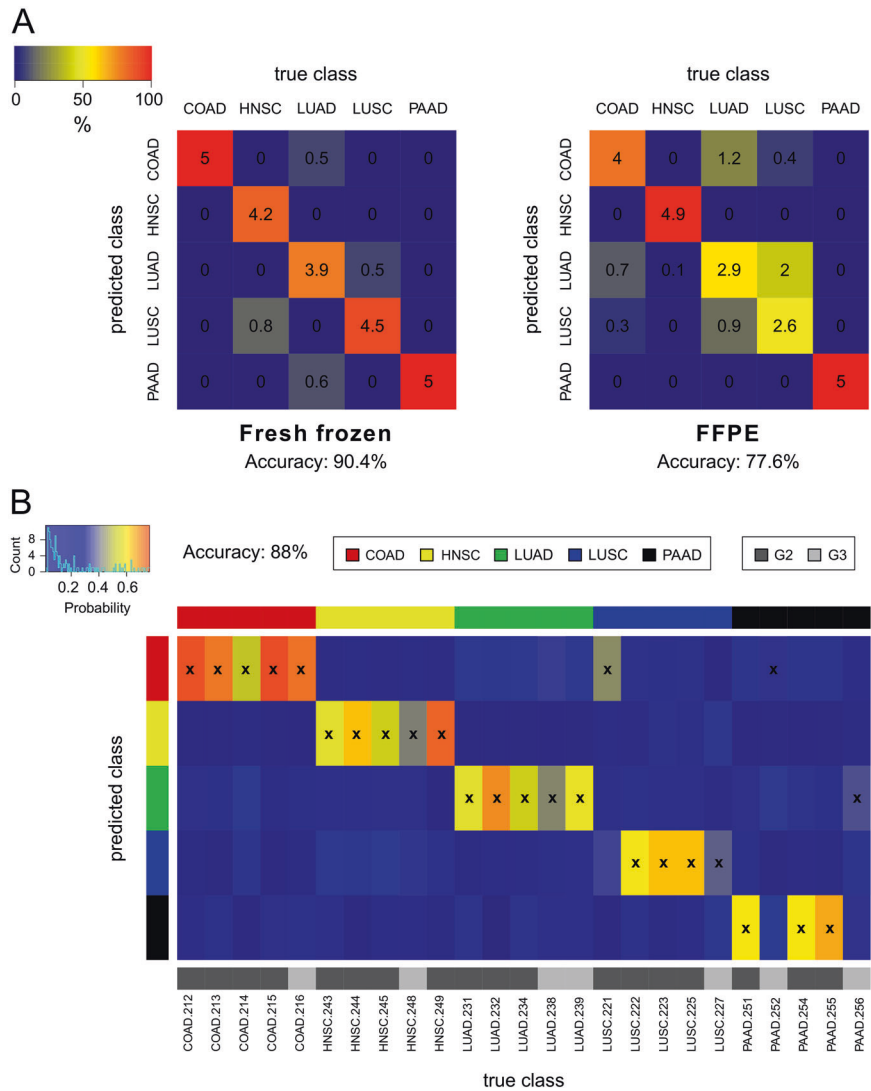 A
0 50 100
%
true class
COAD HNSC LUAD LUSC PAAD
predicted class
COAD 5 0 0.5 0 0
HNSC 0 4.2 0 0 0
LUAD 0 0 3.9 0.5 0
LUSC 0 0.8 0 4.5 0
PAAD 0 0 0.6 0 5
Fresh frozen
Accuracy: 90.4%
true class
COAD HNSC LUAD LUSC PAAD
predicted class
COAD 4 0 1.2 0.4 0
HNSC 0 4.9 0 0 0
LUAD 0.7 0.1 2.9 2 0
LUSC 0.3 0 0.9 2.6 0
PAAD 0 0 0 0 5
FFPE
Accuracy: 77.6%
B
Count
0 4 8
0.2 0.4 0.6
Probability
Accuracy: 88%
COAD HNSC LUAD LUSC PAAD
G2 G3
predicted class
x x x x x x x
x x x x x
x x x x x x
x x x x
x x x
COAD.212 COAD.213 COAD.214 COAD.215 COAD.216 HNSC.243 HNSC.244 HNSC.245 HNSC.248 HNSC.249 LUAD.231 LUAD.232 LUAD.234 LUAD.238 LUAD.239 LUSC.221 LUSC.222 LUSC.223 LUSC.225 LUSC.227 PAAD.251 PAAD.252 PAAD.254 PAAD.255 PAAD.256
true class